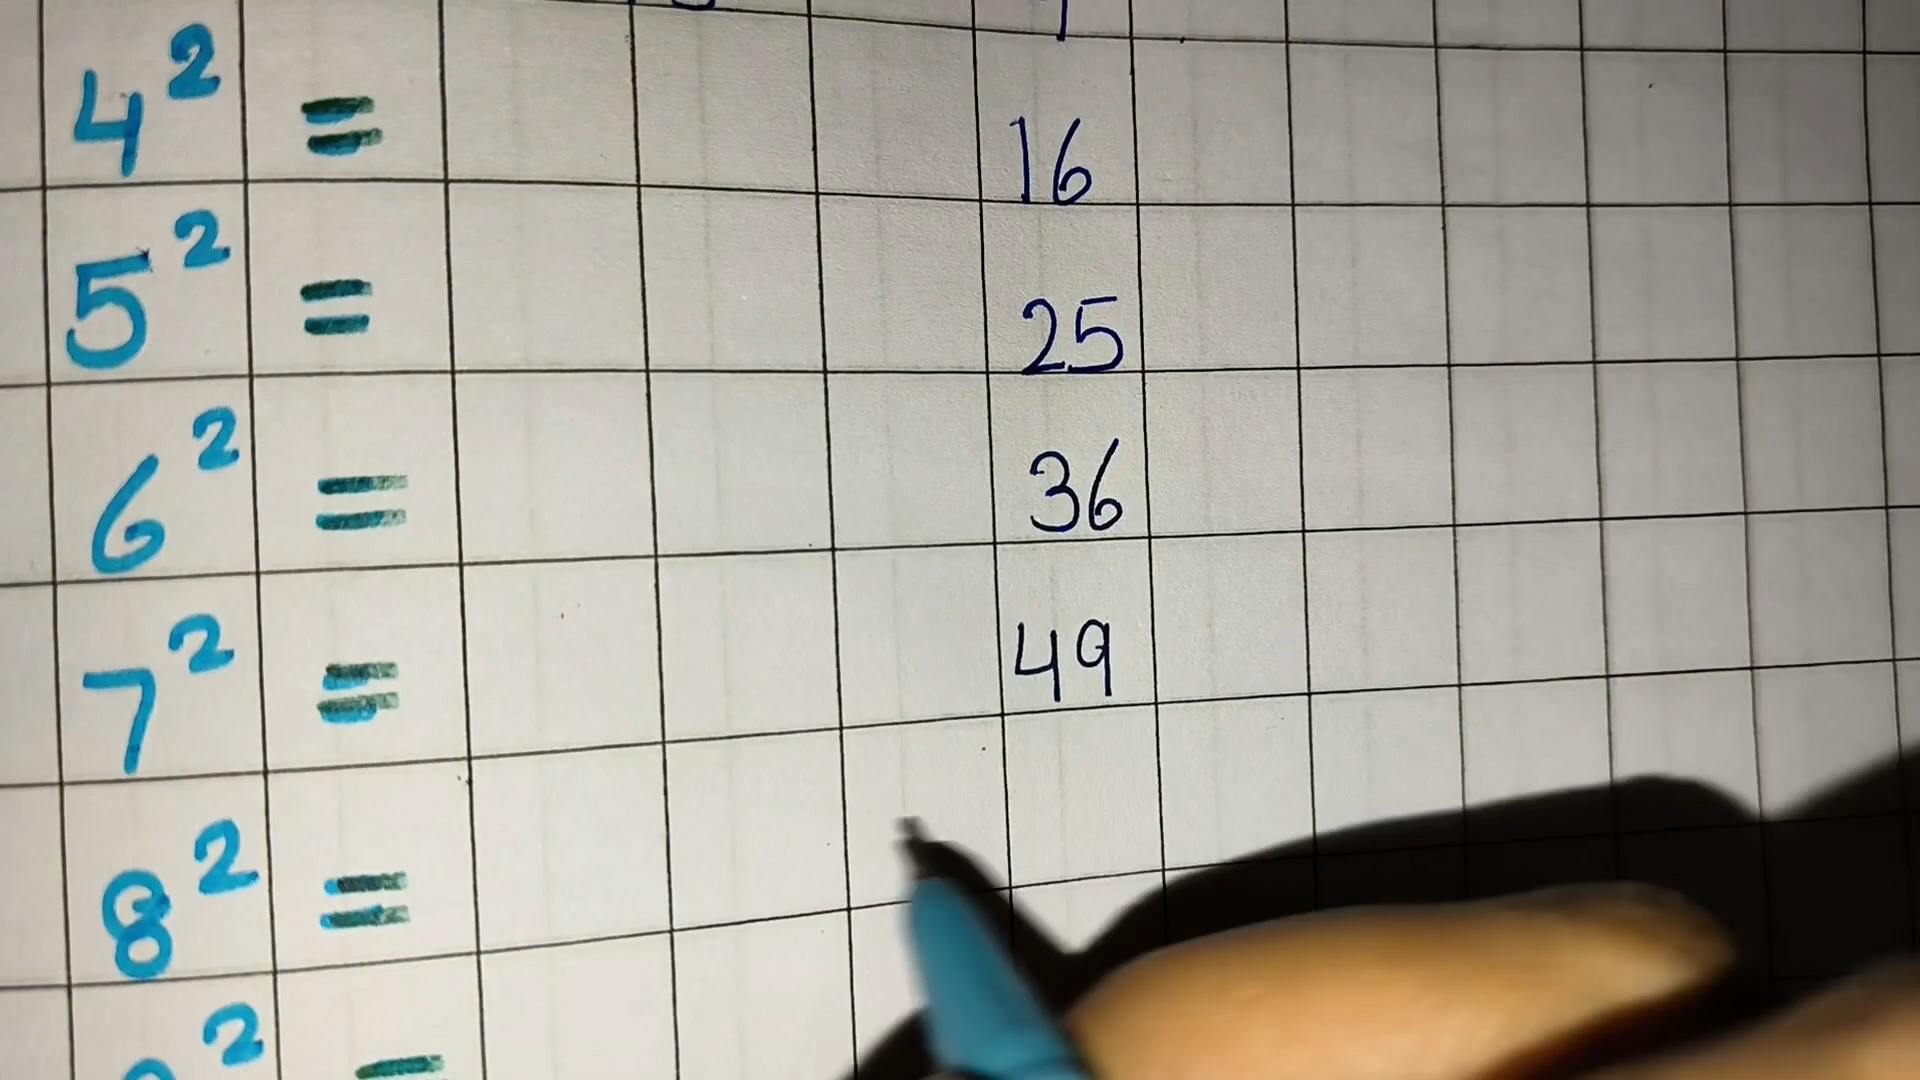 4² = 16
5² = 25
6² = 36
7² = 49
8² =